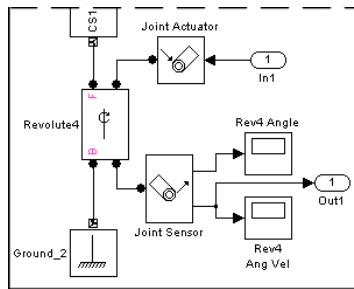 CS1
Joint Actuator
1
In1
F
Revolute4
B
Rev4 Angle
1
Out1
Joint Sensor
Rev4
Ang Vel
Ground_2